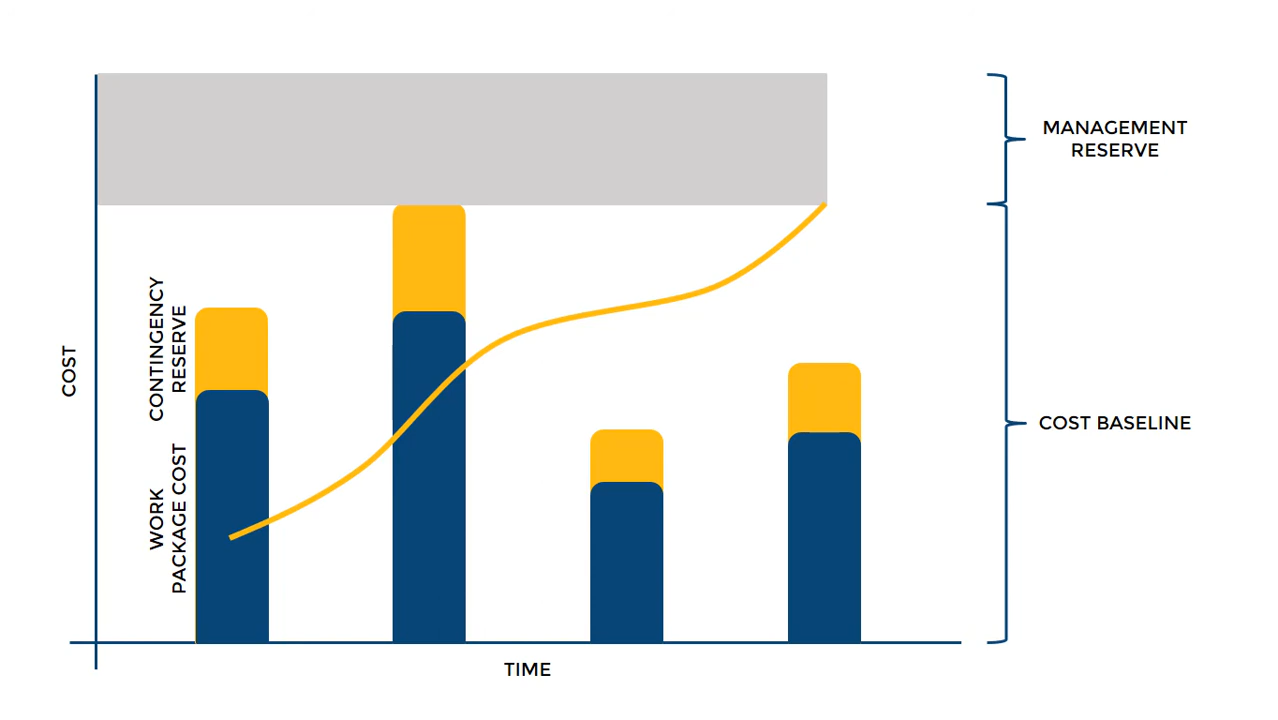 MANAGEMENT
RESERVE
CONTINGENCY
RESERVE
COST
COST BASELINE
WORK
PACKAGE COST
TIME